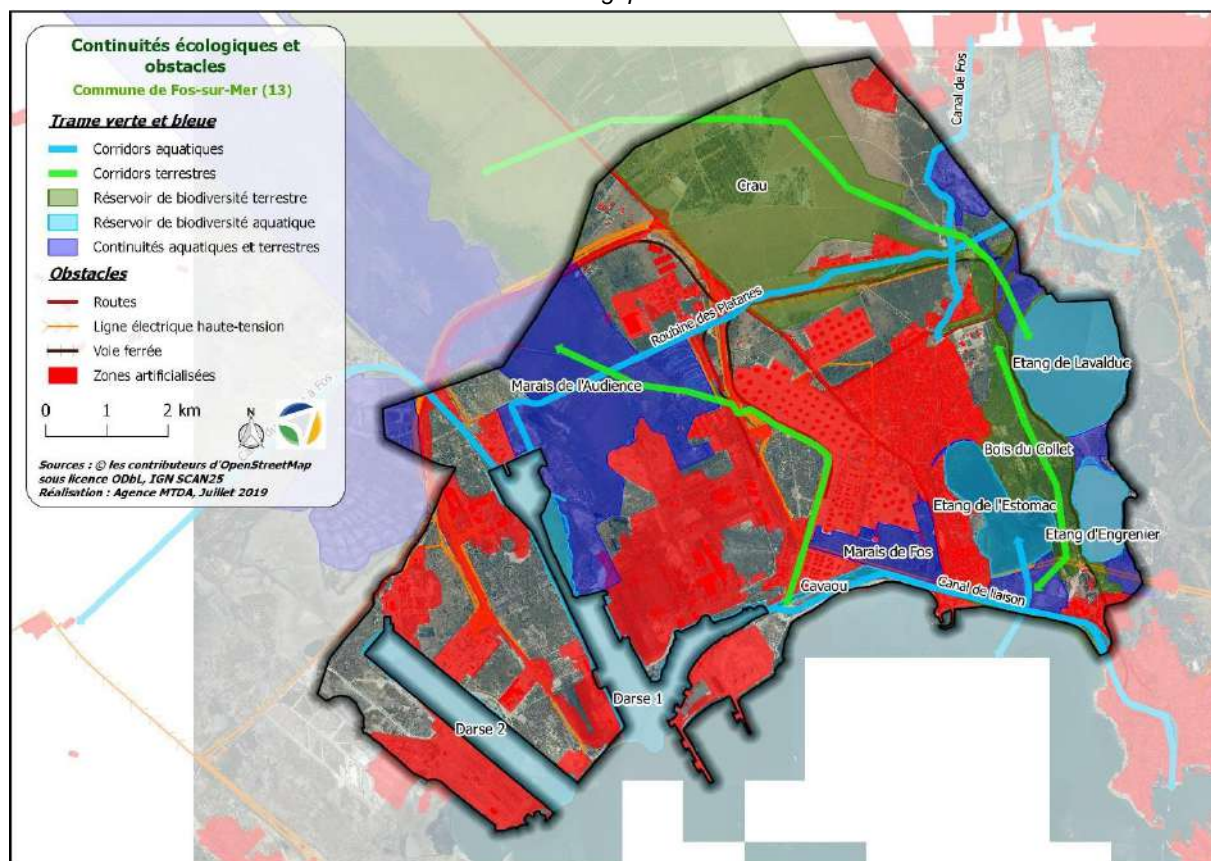 Continuités écologiques et
obstacles
Commune de Fos-sur-Mer (13)
Trame verte et bleue
Corridors aquatiques
Corridors terrestres
Réservoir de biodiversité terrestre
Réservoir de biodiversité aquatique
Continuités aquatiques et terrestres
Obstacles
Routes
Ligne électrique haute-tension
Voie ferrée
Zones artificialisées
0 1 2 km
N
Sources : © les contributeurs d'OpenStreetMap
sous licence ODbL, IGN SCAN25
Réalisation : Agence MTDA, Juillet 2019
à Fos
Canal de Fos
Crau
Roubine des Platanes
Etang de Lavalduc
Marais de l'Audience
Bois du Collet
Etang de l'Estomac
Etang d'Engrenier
Marais de Fos
Cavaou
Canal de liaison
Darse 1
Darse 2